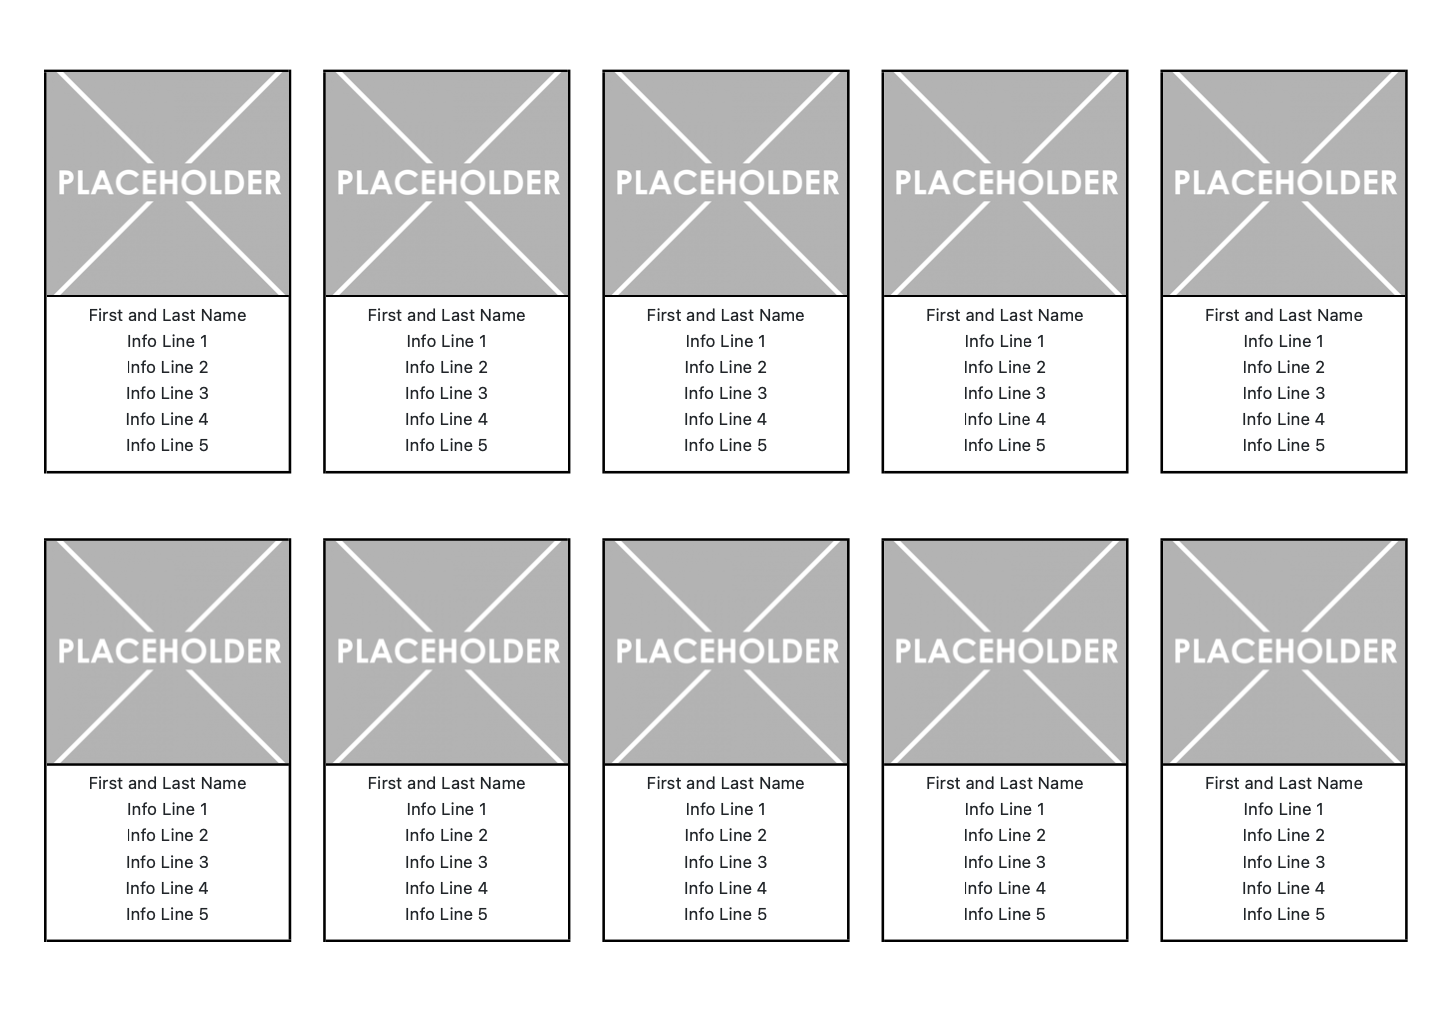 PLACEHOLDER PLACEHOLDER PLACEHOLDER PLACEHOLDER PLACEHOLDER
First and Last Name First and Last Name First and Last Name First and Last Name First and Last Name
Info Line 1 Info Line 1 Info Line 1 Info Line 1 Info Line 1
Info Line 2 Info Line 2 Info Line 2 Info Line 2 Info Line 2
Info Line 3 Info Line 3 Info Line 3 Info Line 3 Info Line 3
Info Line 4 Info Line 4 Info Line 4 Info Line 4 Info Line 4
Info Line 5 Info Line 5 Info Line 5 Info Line 5 Info Line 5
PLACEHOLDER PLACEHOLDER PLACEHOLDER PLACEHOLDER PLACEHOLDER
First and Last Name First and Last Name First and Last Name First and Last Name First and Last Name
Info Line 1 Info Line 1 Info Line 1 Info Line 1 Info Line 1
Info Line 2 Info Line 2 Info Line 2 Info Line 2 Info Line 2
Info Line 3 Info Line 3 Info Line 3 Info Line 3 Info Line 3
Info Line 4 Info Line 4 Info Line 4 Info Line 4 Info Line 4
Info Line 5 Info Line 5 Info Line 5 Info Line 5 Info Line 5